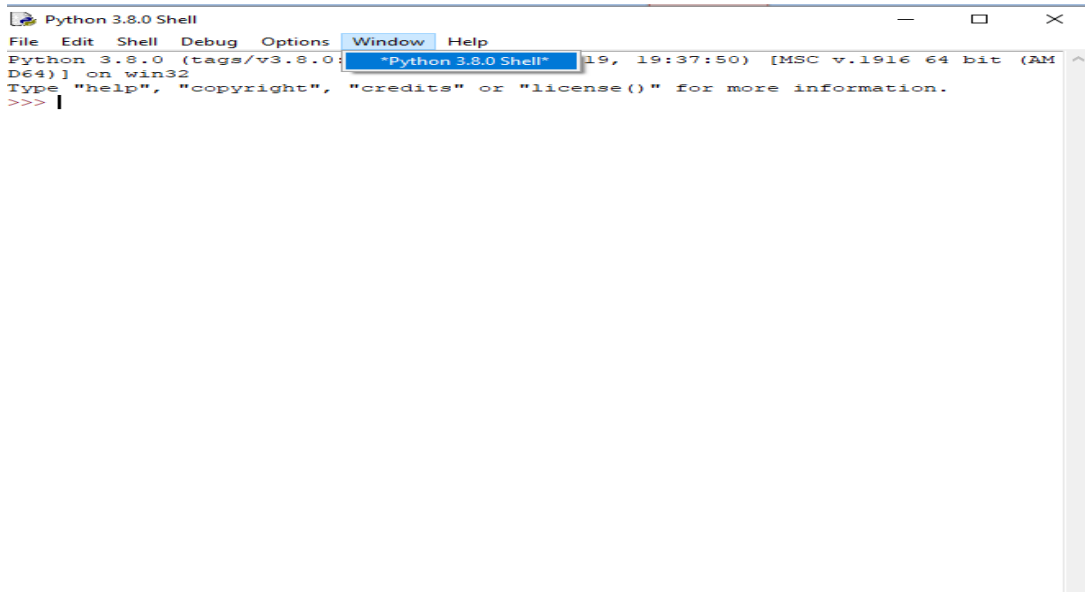 Python 3.8.0 Shell
File Edit Shell Debug Options Window Help
Python 3.8.0 (tags/v3.8.0: 19, 19:37:50) [MSC v.1916 64 bit (AM
*Python 3.8.0 Shell*
D64)] on win32
Type "help", "copyright", "credits" or "license()" for more information.
>>>